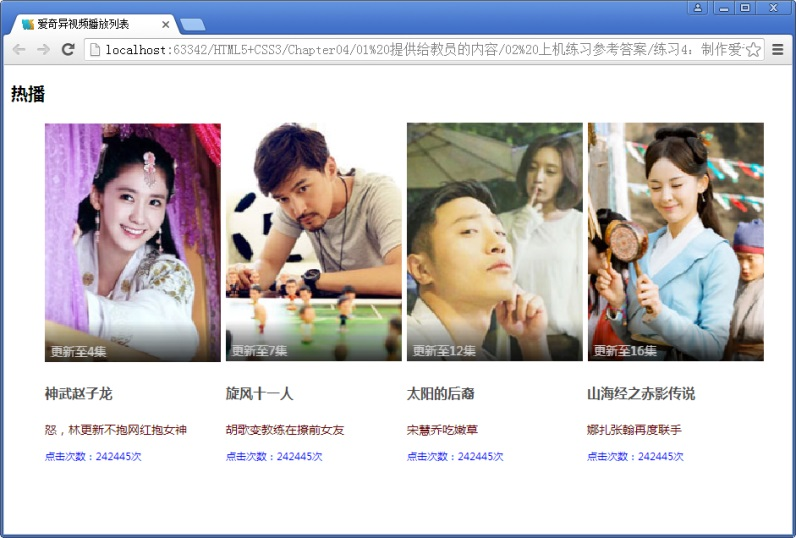 爱奇异视频播放列表
localhost:63342/HTML5+CSS3/Chapter04/01%20提供给教员的内容/02%20上机练习参考答案/练习4：制作爱
热播
更新至4集
更新至7集
更新至12集
更新至16集
神武赵子龙
旋风十一人
太阳的后裔
山海经之赤影传说
怒，林更新不抱网红抱女神
胡歌变教练在撩前女友
宋慧乔吃嫩草
娜扎张翰再度联手
点击次数：242445次
点击次数：242445次
点击次数：242445次
点击次数：242445次